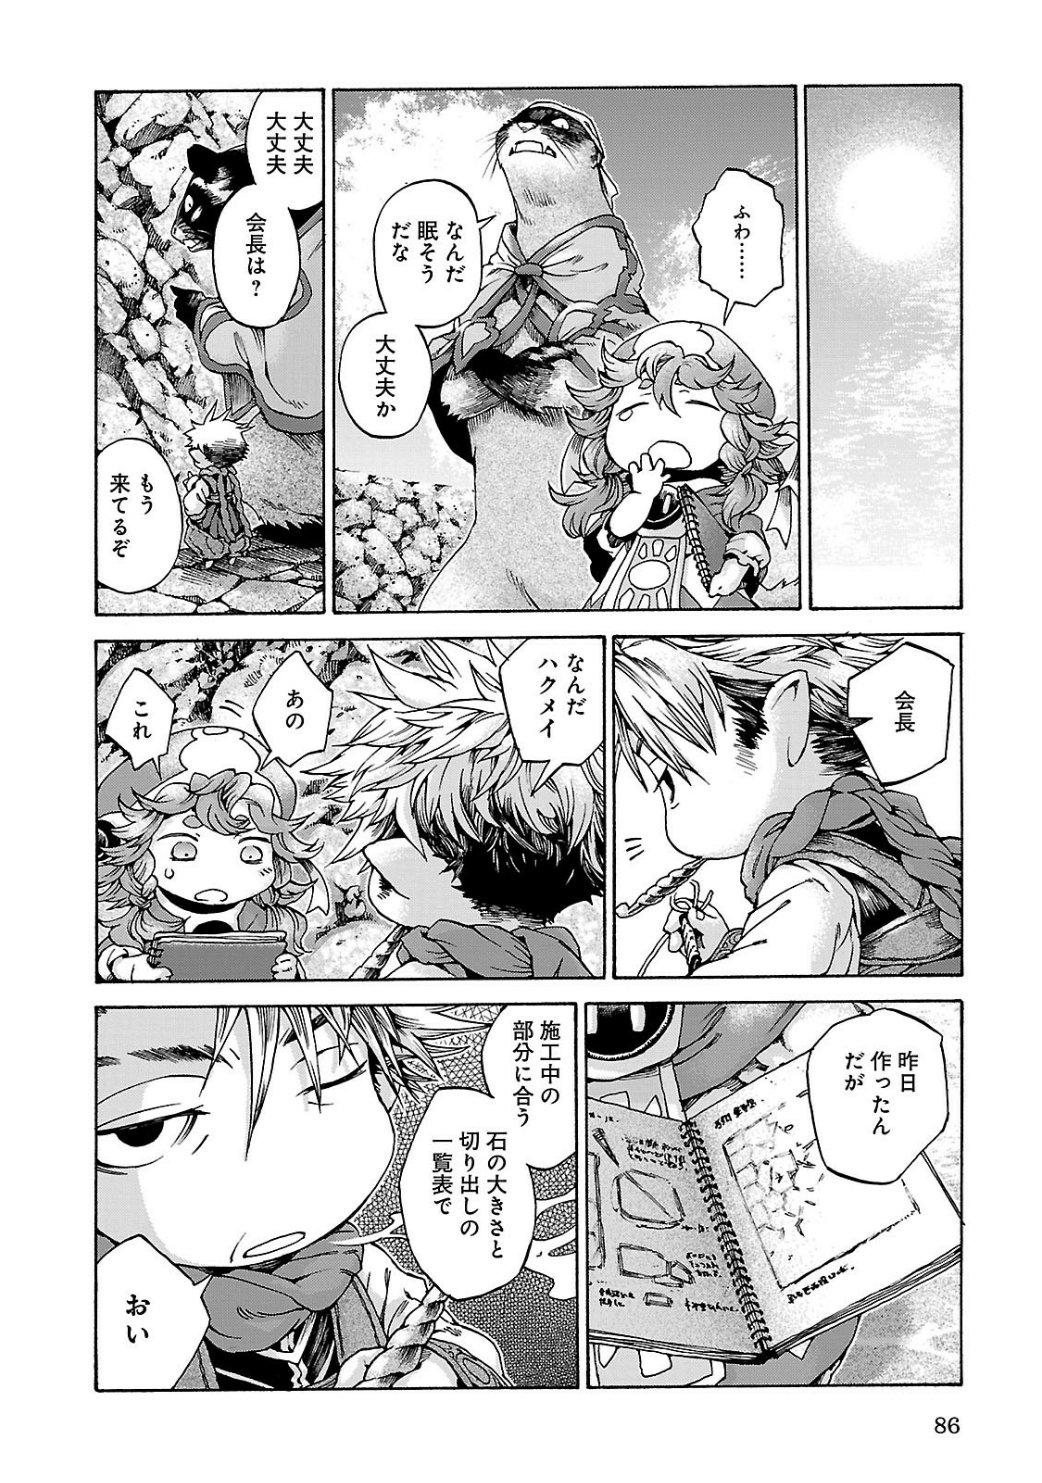 ふわ……
なんだ
眠そう
だな
大丈夫か
大丈夫
大丈夫
会長は？
もう
来てるぞ
会長
なんだ
ハクメイ
あの
これ
昨日
作ったん
だが
施工中の
部分に合う
石の大きさと
切り出しの
一覧表で
おい
86